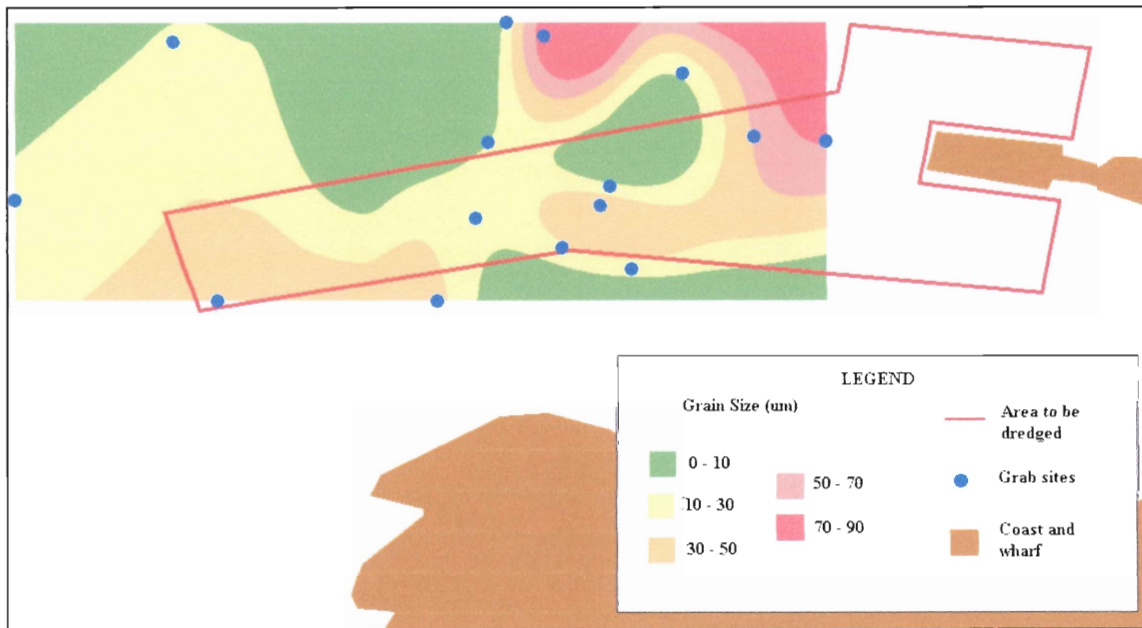 LEGEND
Grain Size (um)
0 - 10
10 - 30
30 - 50
50 - 70
70 - 90
Area to be
dredged
Grab sites
Coast and
wharf